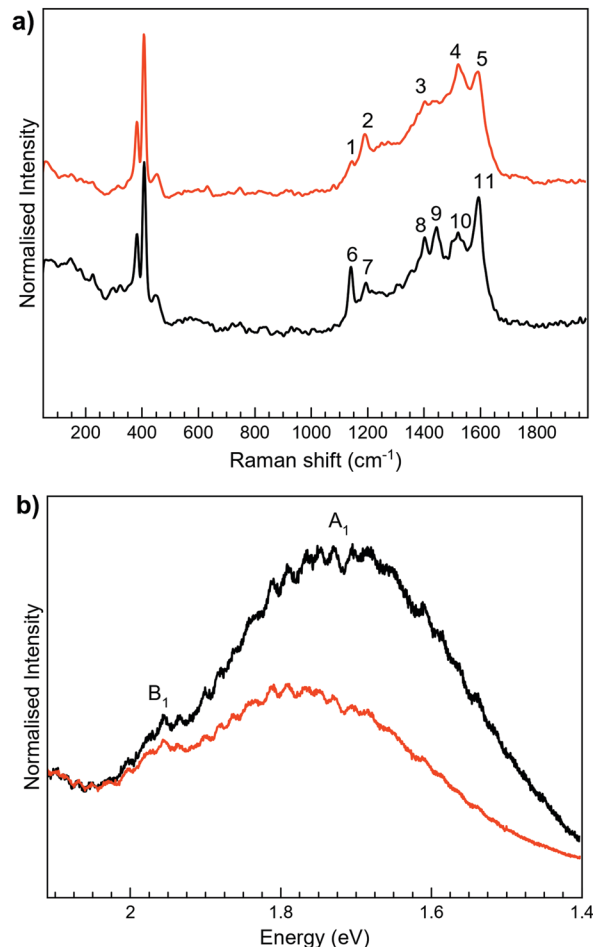 a)
Normalised Intensity
1
2
3
4
5
6
7
8
9
10
11
200 400 600 800 1000 1200 1400 1600 1800
Raman shift (cm⁻¹)
b)
Normalised Intensity
B₁
A₁
2 1.8 1.6 1.4
Energy (eV)